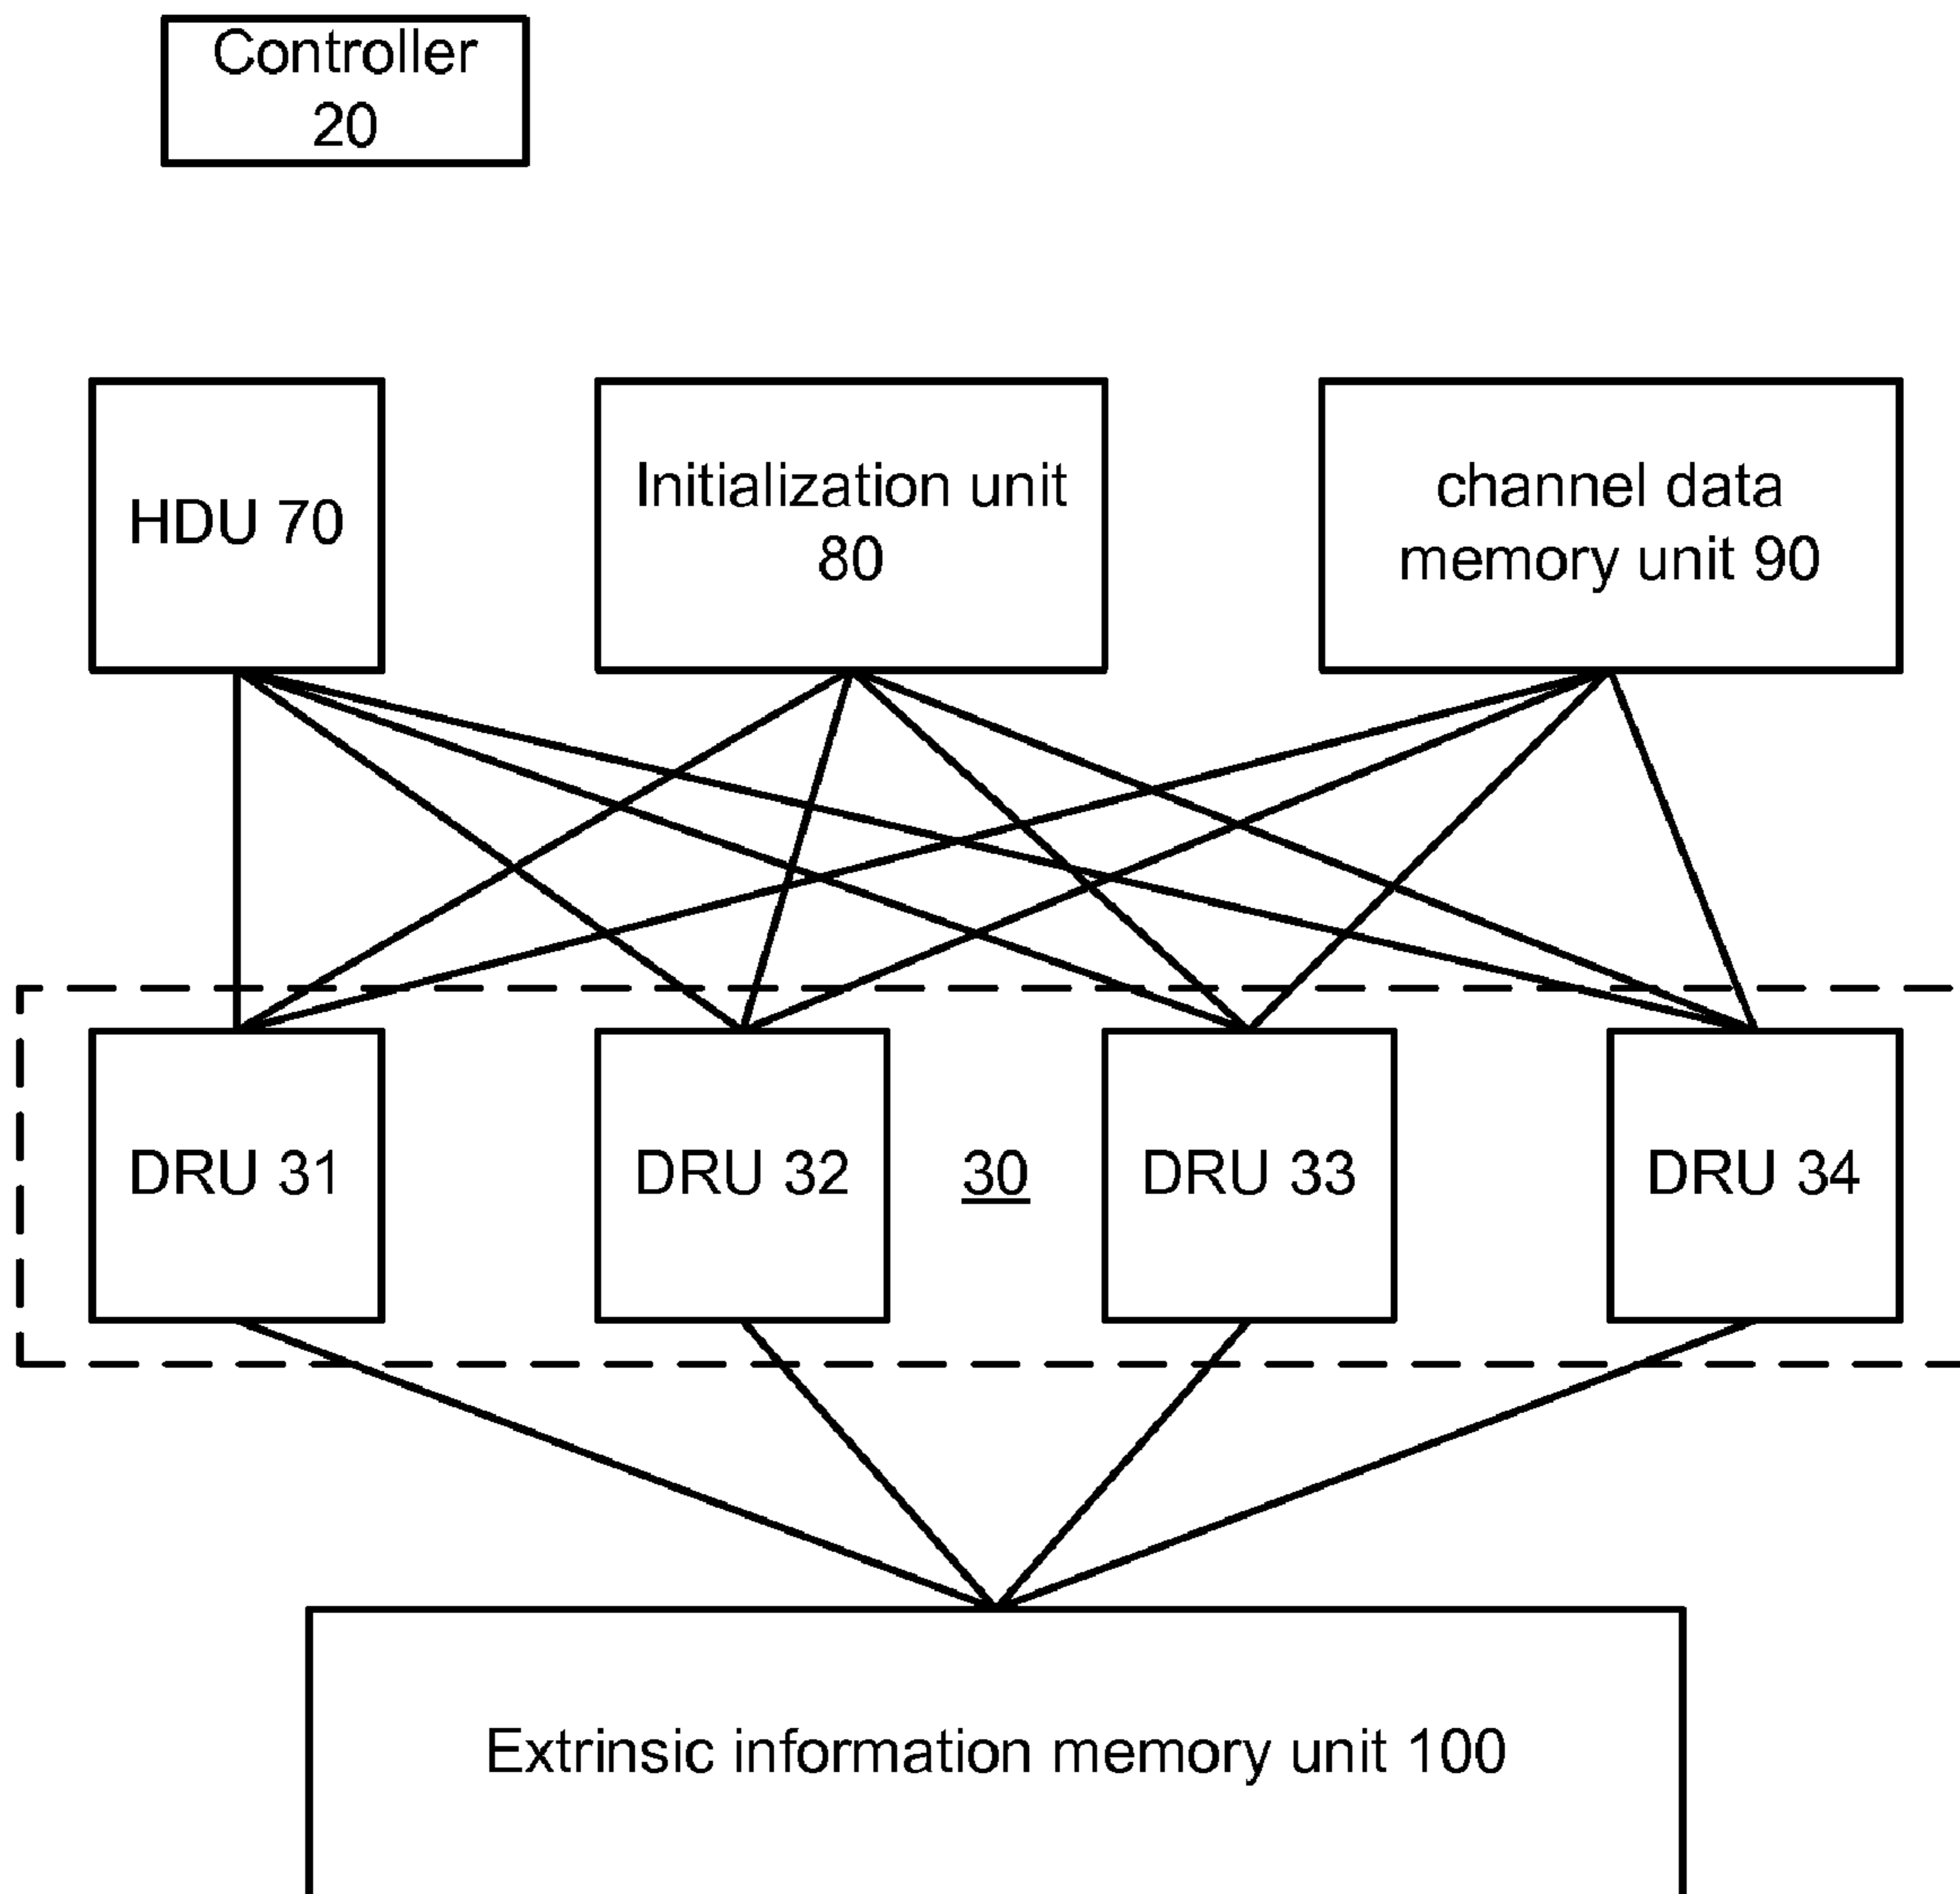 Controller
20
HDU 70
Initialization unit
80
channel data
memory unit 90
DRU 31
DRU 32
30
DRU 33
DRU 34
Extrinsic information memory unit 100